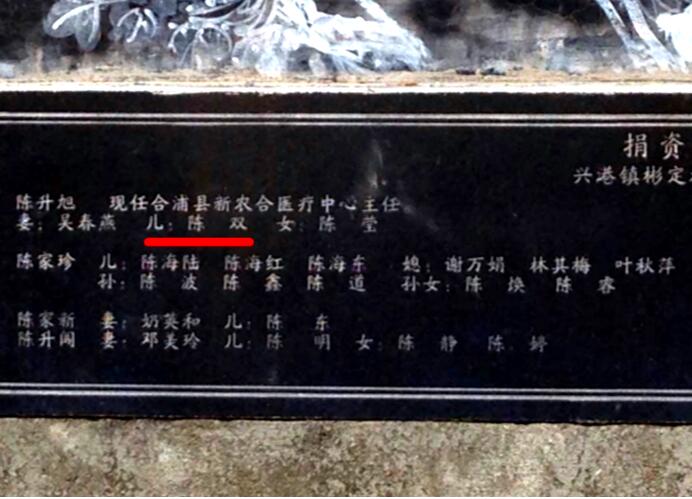 捐资
兴港镇彬定
陈升旭 现任合浦县新农合医疗中心主任
妻:吴春燕 儿:陈 双 女:陈 莹
陈家珍 儿:陈海陆 陈海红 陈海东 媳:谢万娟 林其梅 叶秋萍
孙:陈 波 陈 鑫 陈 道 孙女:陈 焕 陈 睿
陈家新 妻:奶英和 儿:陈 东
陈升闻 妻:邓美珍 儿:陈 明 女:陈 静 陈 婷